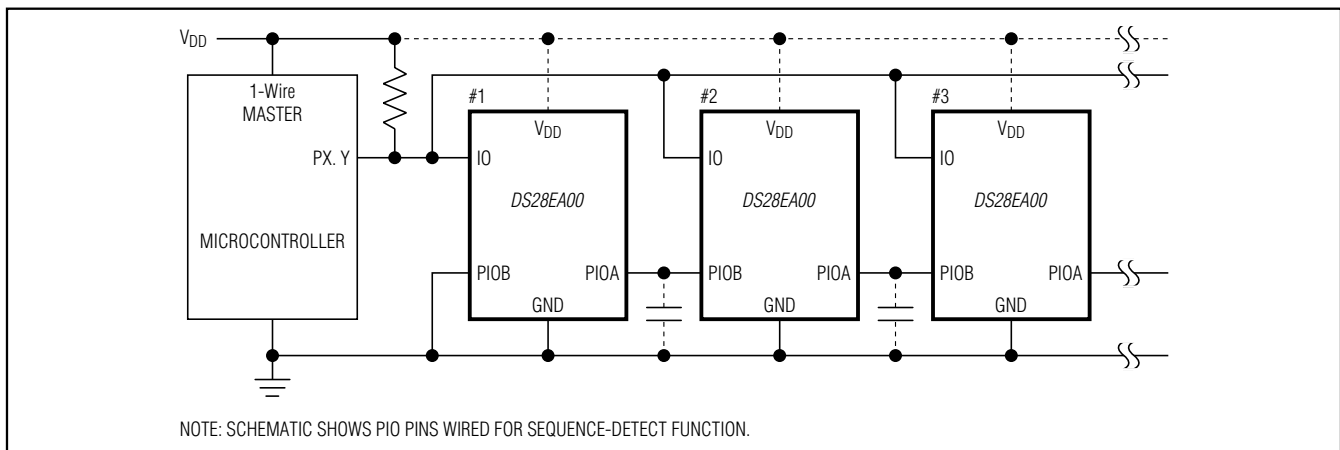 VDD
1-Wire
MASTER
PX. Y
MICROCONTROLLER
#1
VDD
IO
DS28EA00
PIOB
PIOA
GND
#2
VDD
IO
DS28EA00
PIOB
PIOA
GND
#3
VDD
IO
DS28EA00
PIOB
PIOA
GND
NOTE: SCHEMATIC SHOWS PIO PINS WIRED FOR SEQUENCE-DETECT FUNCTION.